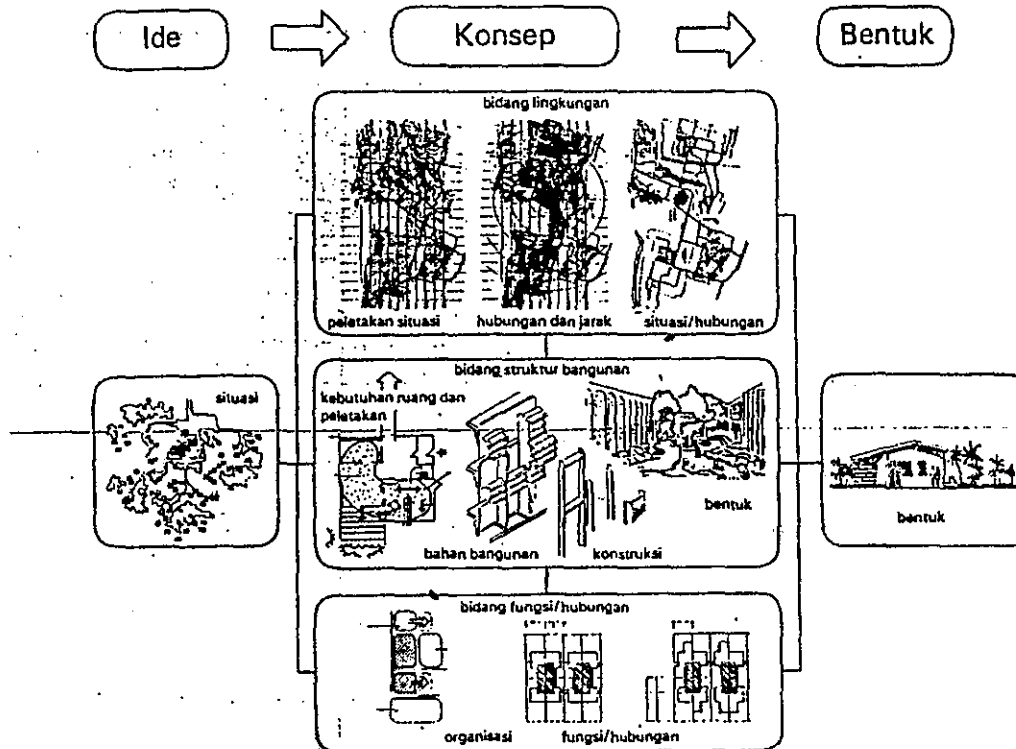 Ide
Konsep
Bentuk
bidang lingkungan
peletakan situasi
hubungan dan jarak
situasi/hubungan
bidang struktur bangunan
situasi
kebutuhan ruang dan
peletakan
bentuk
bahan bangunan
konstruksi
bentuk
bidang fungsi/hubungan
organisasi
fungsi/hubungan